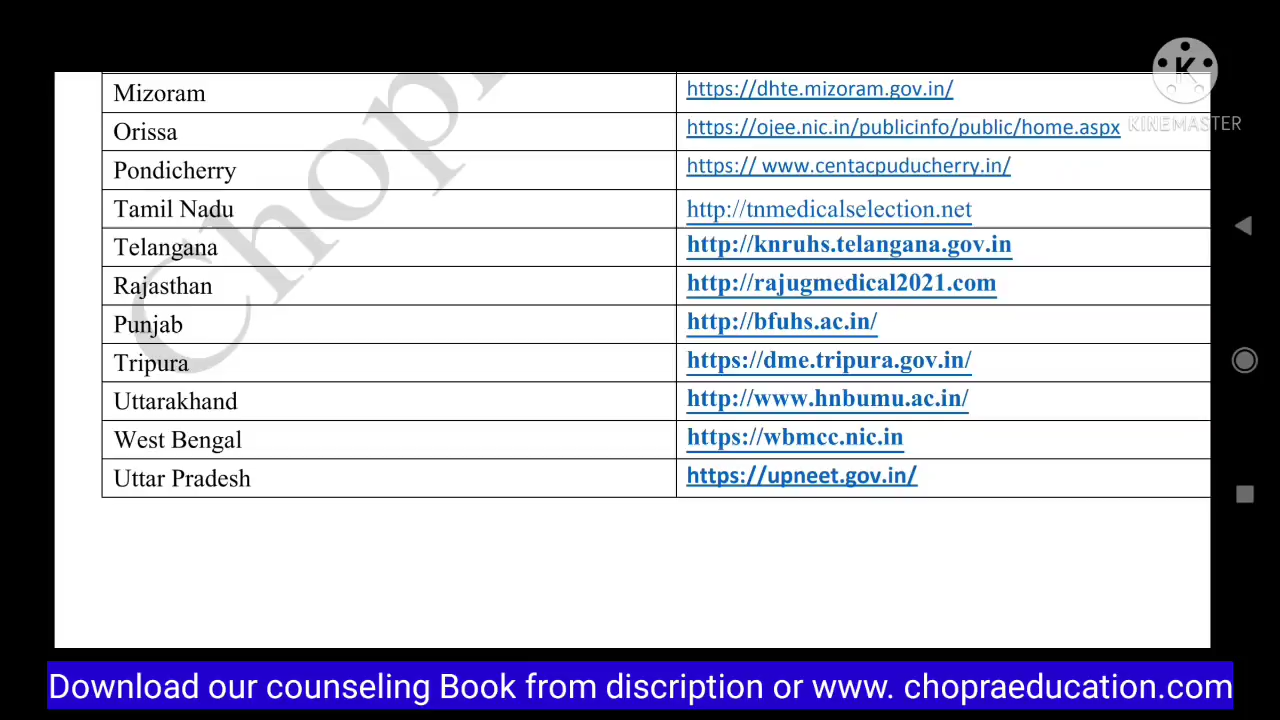 K
KINEMASTER
Chop
Mizoram https://dhte.mizoram.gov.in/
Orissa https://ojee.nic.in/publicinfo/public/home.aspx
Pondicherry https:// www.centacpuducherry.in/
Tamil Nadu http://tnmedicalselection.net
Telangana http://knruhs.telangana.gov.in
Rajasthan http://rajugmedical2021.com
Punjab http://bfuhs.ac.in/
Tripura https://dme.tripura.gov.in/
Uttarakhand http://www.hnbumu.ac.in/
West Bengal https://wbmcc.nic.in
Uttar Pradesh https://upneet.gov.in/
Download our counseling Book from discription or www. chopraeducation.com